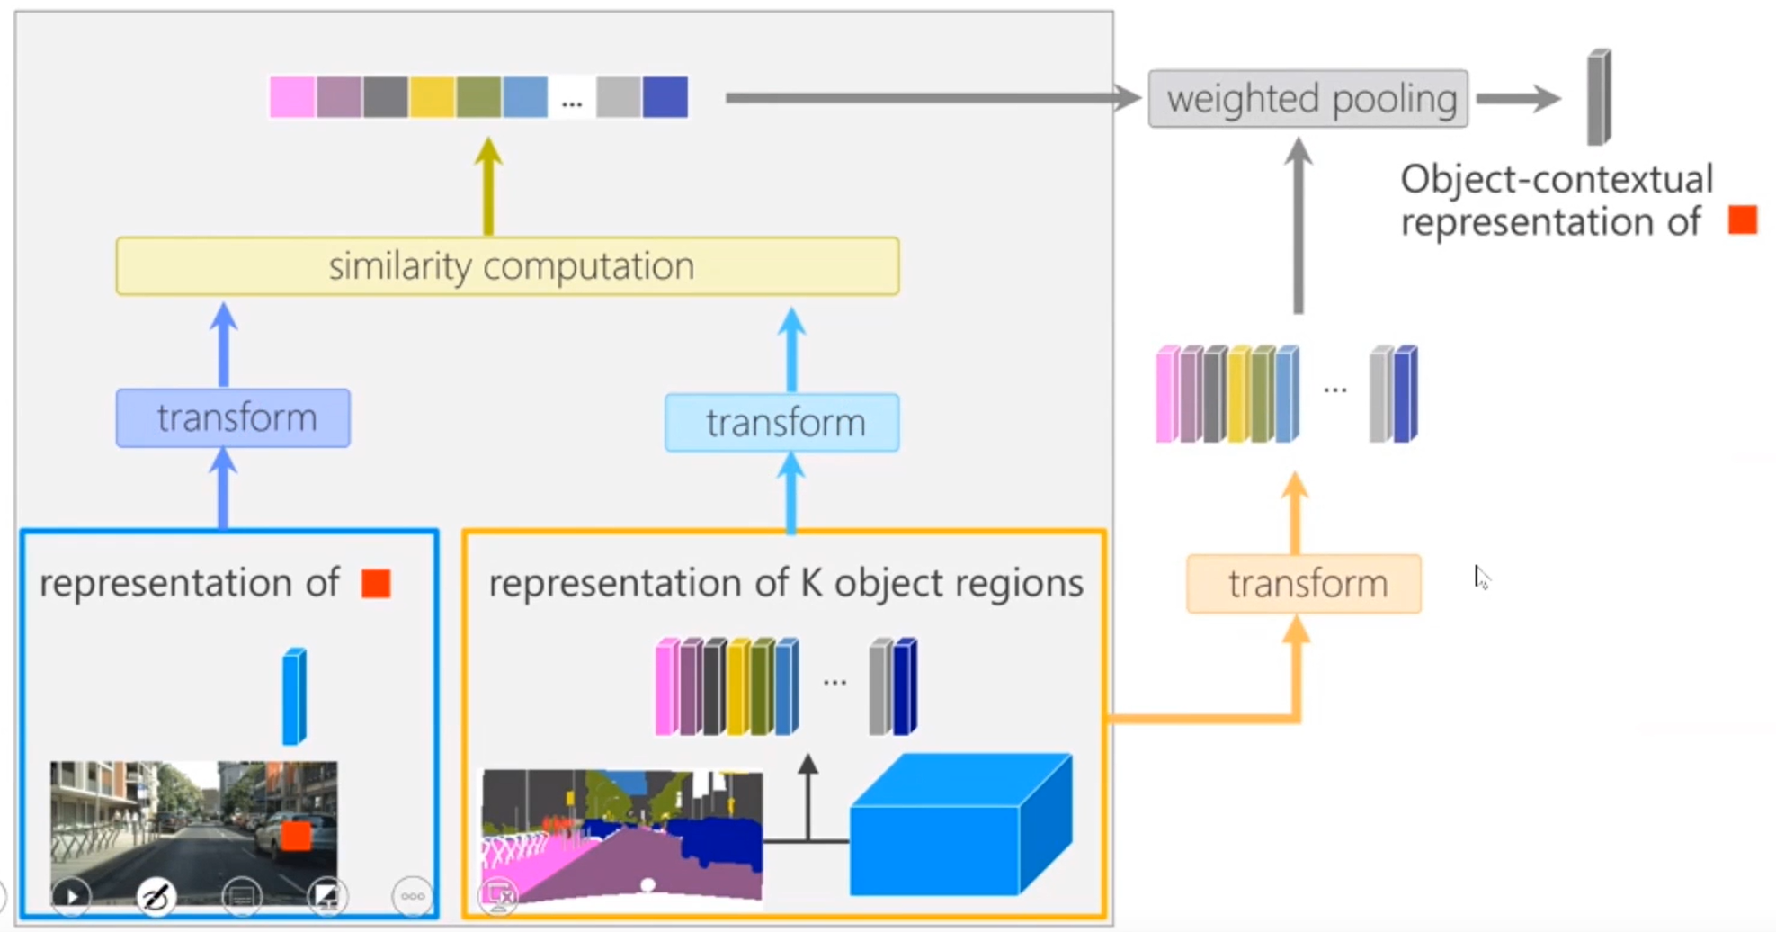 ...
weighted pooling
Object-contextual
representation of
similarity computation
transform
transform
...
transform
representation of
representation of K object regions
...